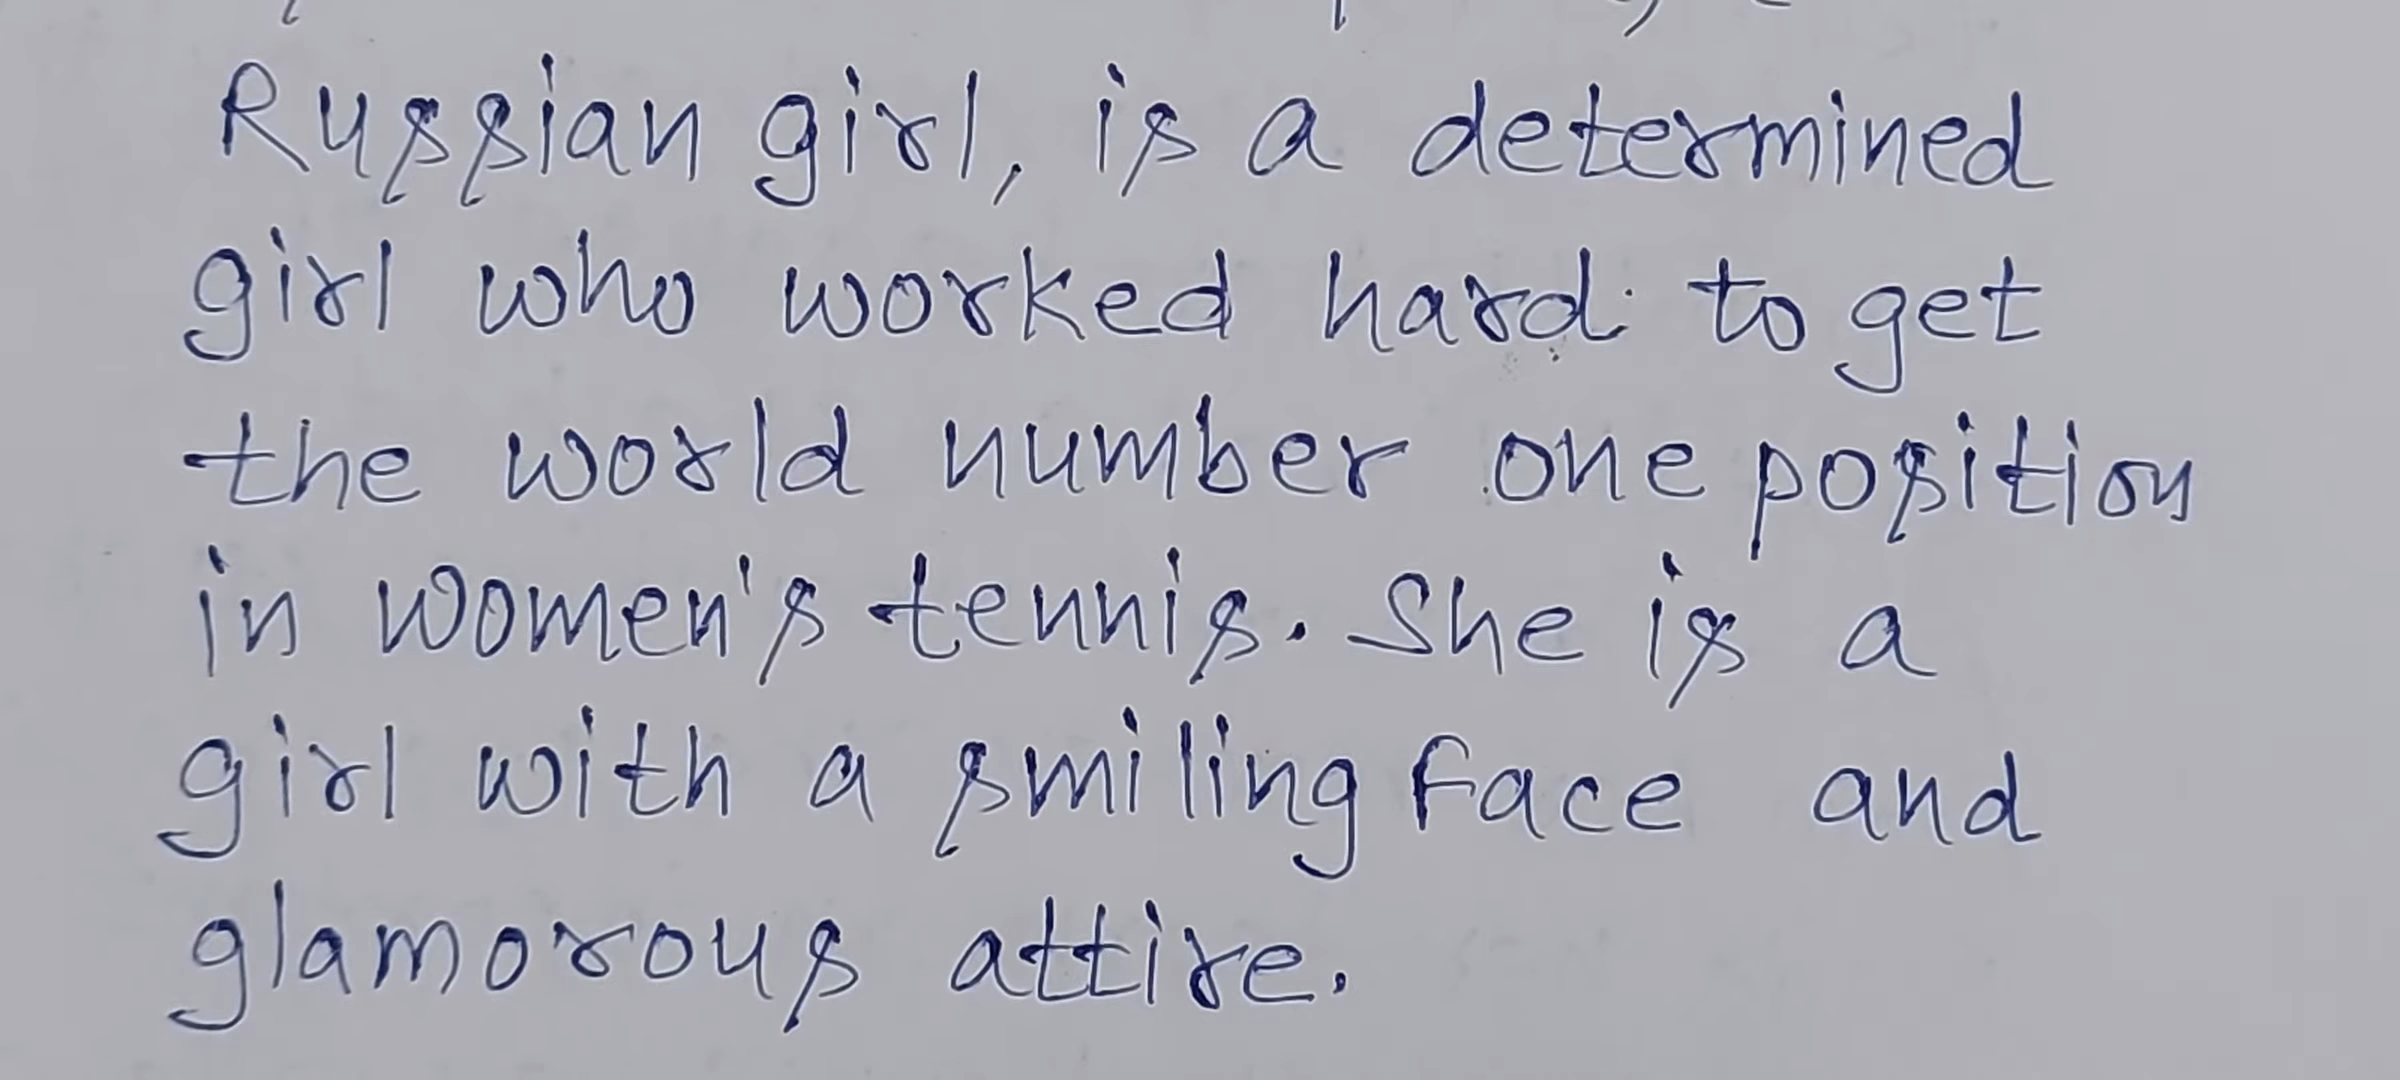 Russian girl, is a determined
girl who worked hard to get
the world number one position
in women's tennis. She is a
girl with a smiling face and
glamorous attire.